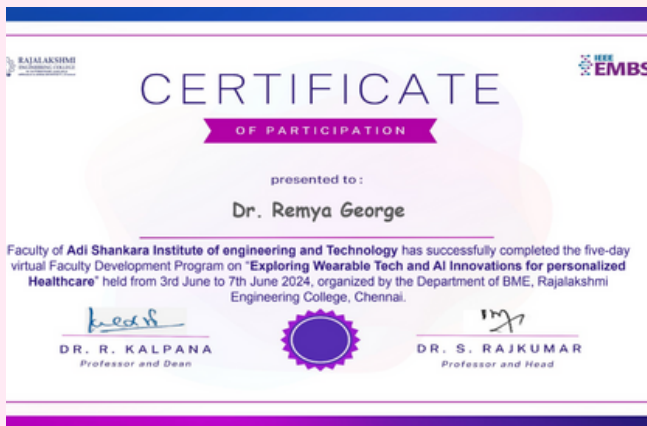 RAJALAKSHMI
ENGINEERING COLLEGE
IEEE
EMBS
CERTIFICATE
OF PARTICIPATION
presented to :
Dr. Remya George
Faculty of Adi Shankara Institute of engineering and Technology has successfully completed the five-day
virtual Faculty Development Program on "Exploring Wearable Tech and AI Innovations for personalized
Healthcare" held from 3rd June to 7th June 2024, organized by the Department of BME, Rajalakshmi
Engineering College, Chennai.
DR. R. KALPANA
Professor and Dean
DR. S. RAJKUMAR
Professor and Head